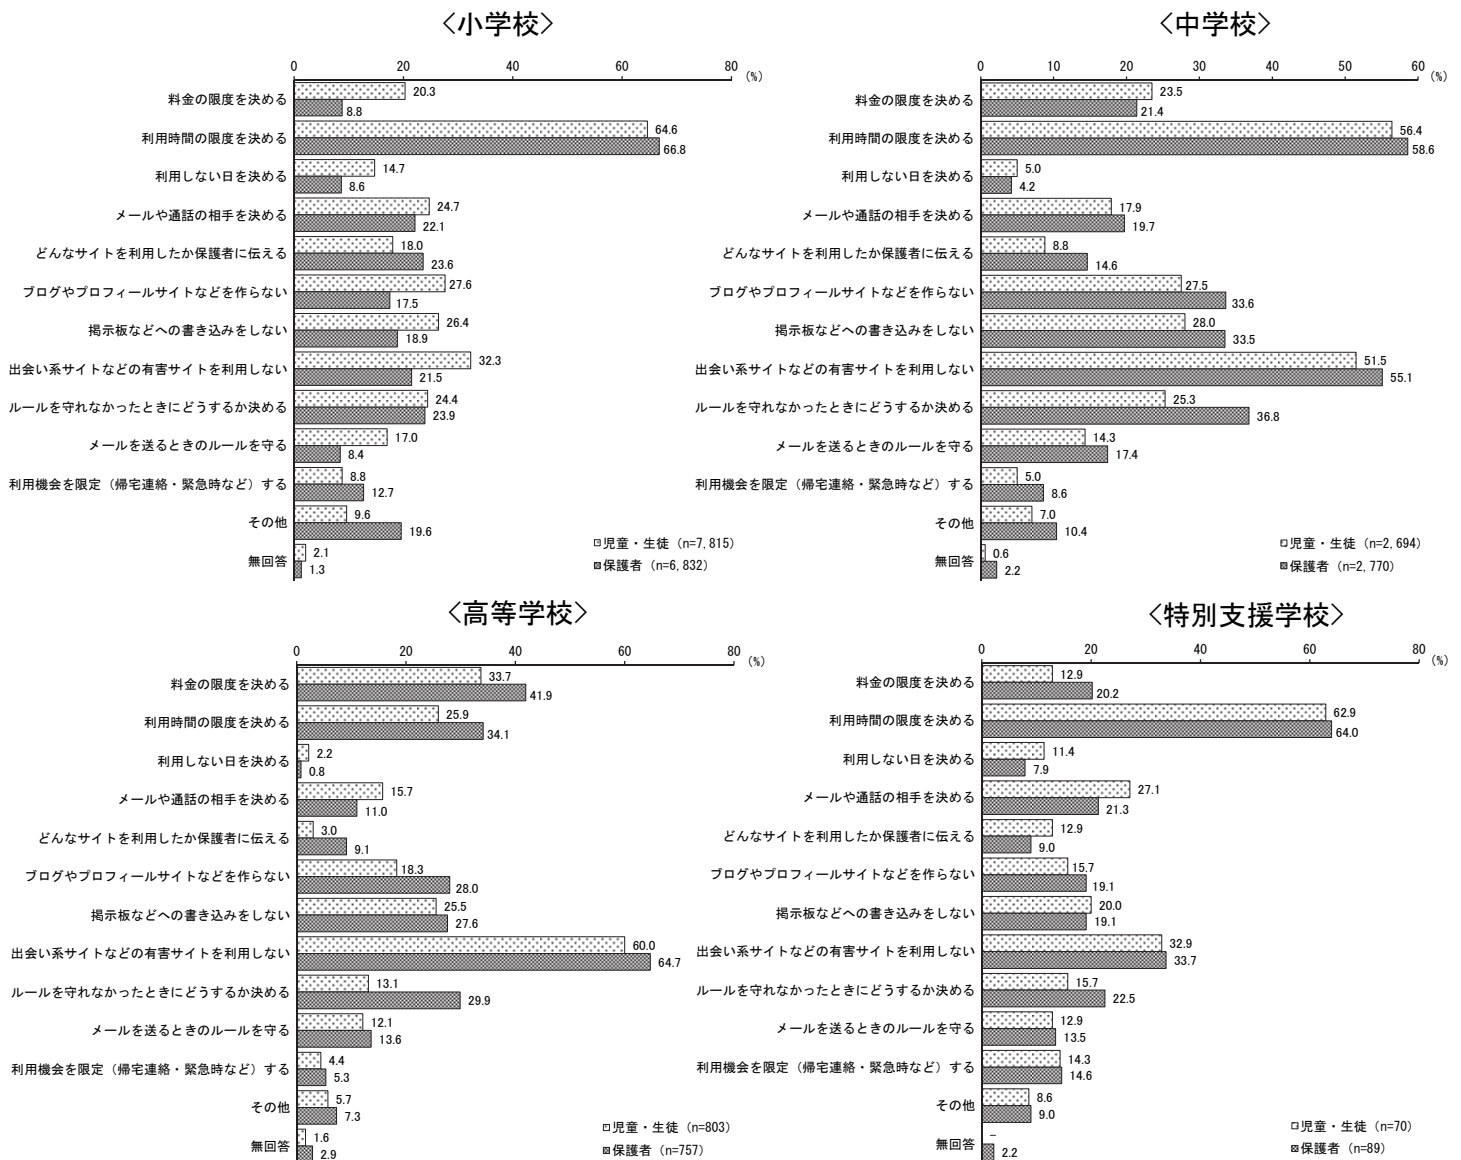 〈小学校〉
0 20 40 60 80 (%)
料金の限度を決める 20.3
8.8
利用時間の限度を決める 64.6
66.8
利用しない日を決める 14.7
8.6
メールや通話の相手を決める 24.7
22.1
どんなサイトを利用したか保護者に伝える 18.0
23.6
ブログやプロフィールサイトなどを作らない 27.6
17.5
掲示板などへの書き込みをしない 26.4
18.9
出会い系サイトなどの有害サイトを利用しない 32.3
21.5
ルールを守れなかったときにどうするか決める 24.4
23.9
メールを送るときのルールを守る 17.0
8.4
利用機会を限定（帰宅連絡・緊急時など）する 8.8
12.7
その他 9.6
19.6
無回答 2.1
1.3
児童・生徒（n=7,815）
保護者（n=6,832）
〈中学校〉
0 10 20 30 40 50 60 (%)
料金の限度を決める 23.5
21.4
利用時間の限度を決める 56.4
58.6
利用しない日を決める 5.0
4.2
メールや通話の相手を決める 17.9
19.7
どんなサイトを利用したか保護者に伝える 8.8
14.6
ブログやプロフィールサイトなどを作らない 27.5
33.6
掲示板などへの書き込みをしない 28.0
33.5
出会い系サイトなどの有害サイトを利用しない 51.5
55.1
ルールを守れなかったときにどうするか決める 25.3
36.8
メールを送るときのルールを守る 14.3
17.4
利用機会を限定（帰宅連絡・緊急時など）する 5.0
8.6
その他 7.0
10.4
無回答 0.6
2.2
児童・生徒（n=2,694）
保護者（n=2,770）
〈高等学校〉
0 20 40 60 80 (%)
料金の限度を決める 33.7
41.9
利用時間の限度を決める 25.9
34.1
利用しない日を決める 2.2
0.8
メールや通話の相手を決める 15.7
11.0
どんなサイトを利用したか保護者に伝える 3.0
9.1
ブログやプロフィールサイトなどを作らない 18.3
28.0
掲示板などへの書き込みをしない 25.5
27.6
出会い系サイトなどの有害サイトを利用しない 60.0
64.7
ルールを守れなかったときにどうするか決める 13.1
29.9
メールを送るときのルールを守る 12.1
13.6
利用機会を限定（帰宅連絡・緊急時など）する 4.4
5.3
その他 5.7
7.3
無回答 1.6
2.9
児童・生徒（n=803）
保護者（n=757）
〈特別支援学校〉
0 20 40 60 80 (%)
料金の限度を決める 12.9
20.2
利用時間の限度を決める 62.9
64.0
利用しない日を決める 11.4
7.9
メールや通話の相手を決める 27.1
21.3
どんなサイトを利用したか保護者に伝える 12.9
9.0
ブログやプロフィールサイトなどを作らない 15.7
19.1
掲示板などへの書き込みをしない 20.0
19.1
出会い系サイトなどの有害サイトを利用しない 32.9
33.7
ルールを守れなかったときにどうするか決める 15.7
22.5
メールを送るときのルールを守る 12.9
13.5
利用機会を限定（帰宅連絡・緊急時など）する 14.3
14.6
その他 8.6
9.0
無回答 –
2.2
児童・生徒（n=70）
保護者（n=89）